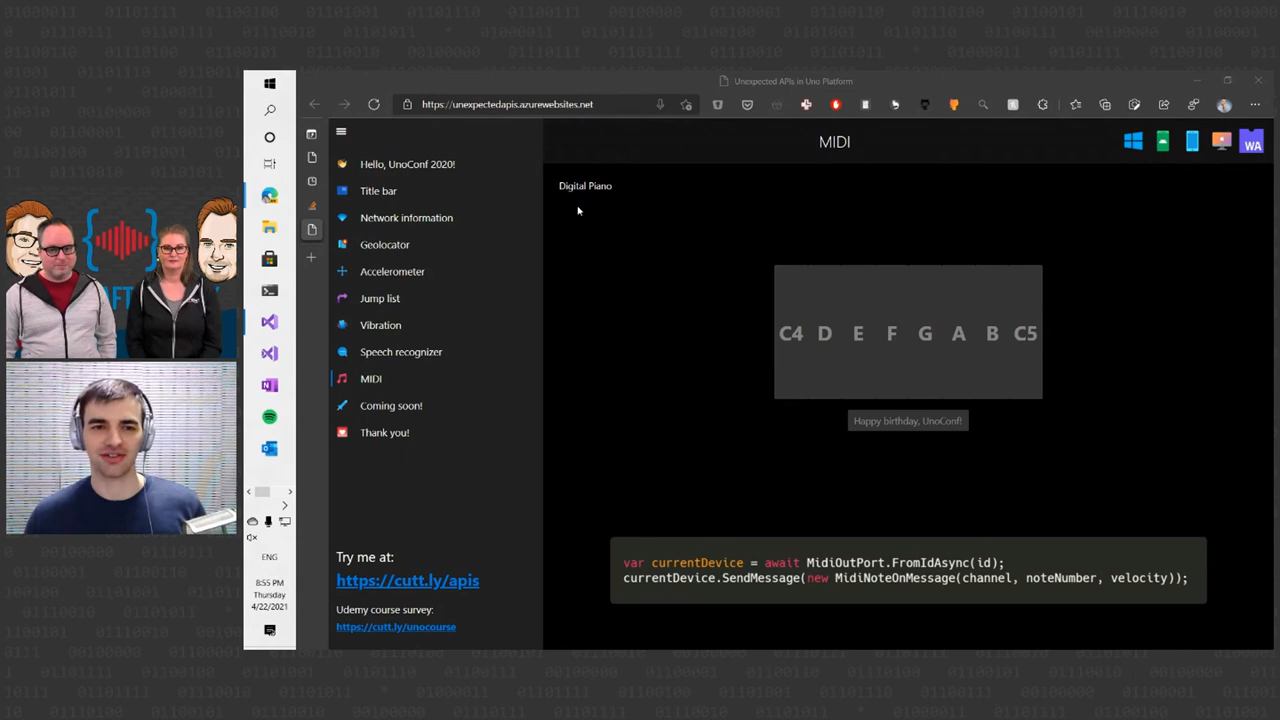 Unexpected APIs in Uno Platform
https://unexpectedapis.azurewebsites.net
MIDI
WA
Hello, UnoConf 2020!
Title bar
Network information
Geolocator
Accelerometer
Jump list
Vibration
Speech recognizer
MIDI
Coming soon!
Thank you!
Digital Piano
C4 D E F G A B C5
Happy birthday, UnoConf!
var currentDevice = await MidiOutPort.FromIdAsync(id);
currentDevice.SendMessage(new MidiNoteOnMessage(channel, noteNumber, velocity));
Try me at:
https://cutt.ly/apis
Udemy course survey:
https://cutt.ly/unocourse
ENG
8:55 PM
Thursday
4/22/2021